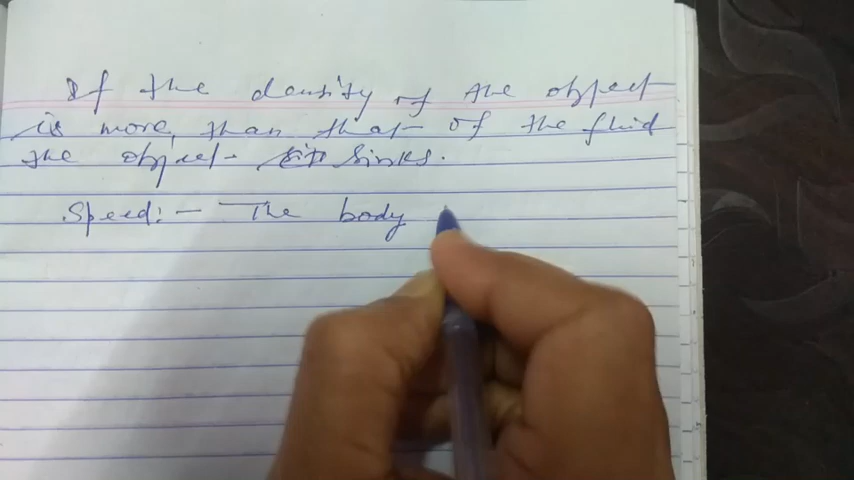 If the density of the object
is more than that of the fluid
the object sinks.
Speed:- The body